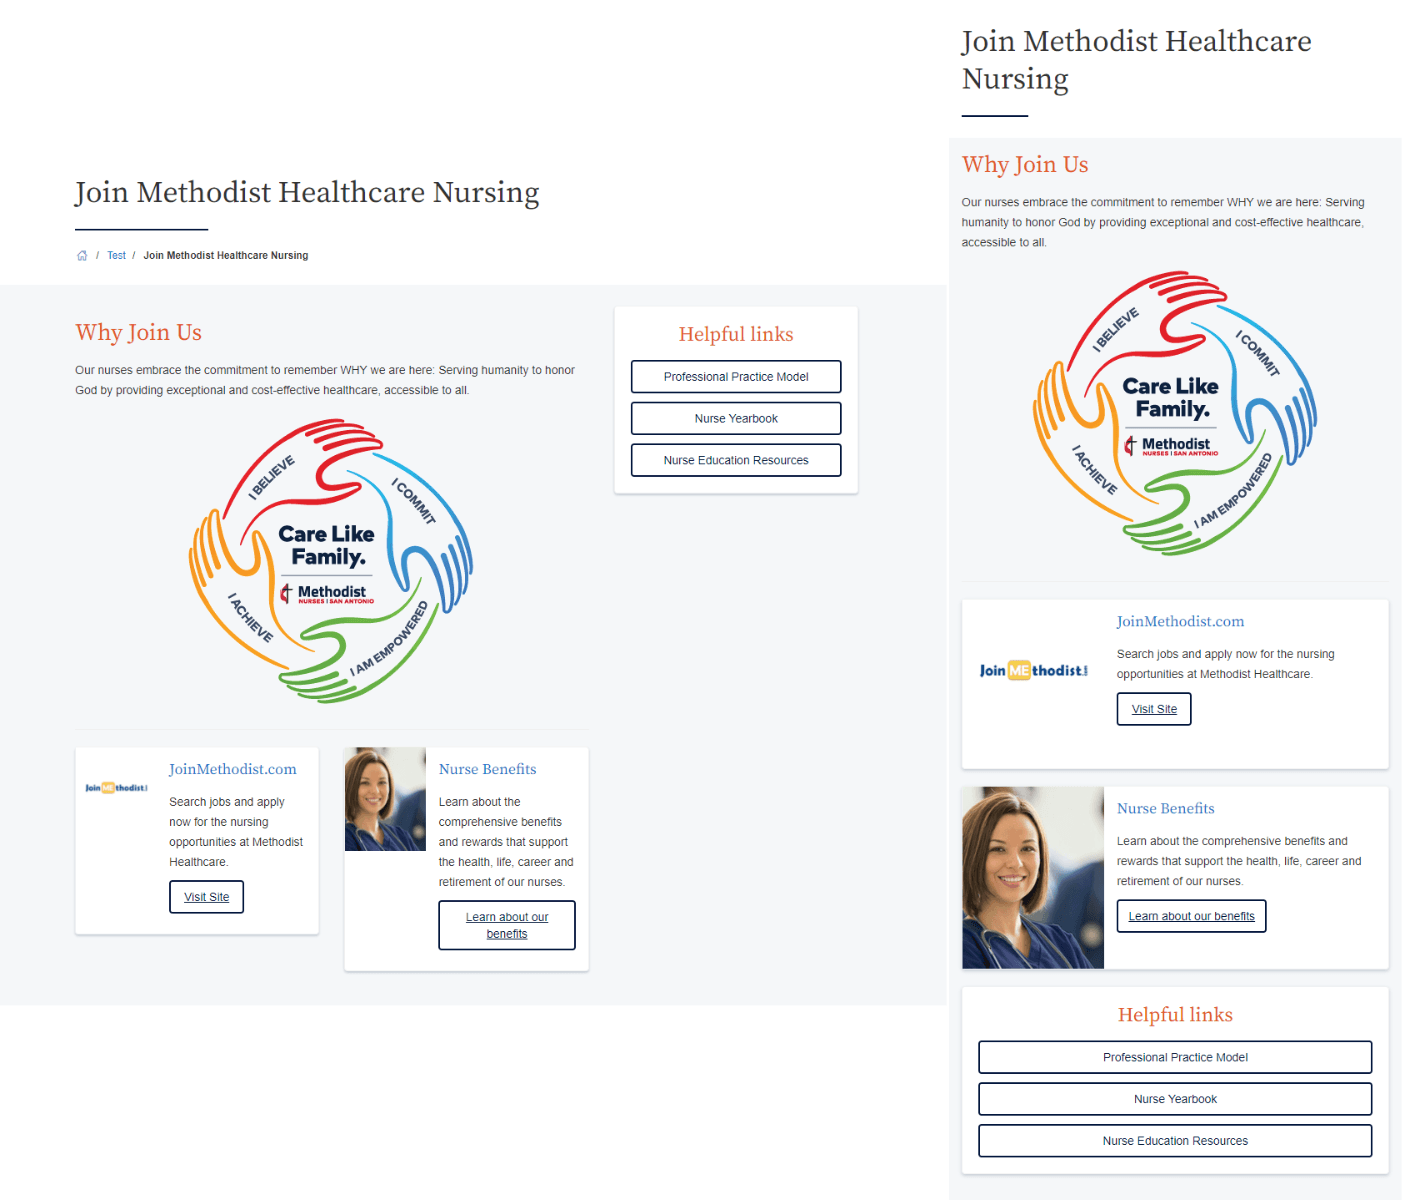 Join Methodist Healthcare Nursing
/ Test / Join Methodist Healthcare Nursing
Why Join Us
Our nurses embrace the commitment to remember WHY we are here: Serving humanity to honor
God by providing exceptional and cost-effective healthcare, accessible to all.
I BELIEVE
I COMMIT
Care Like
Family.
Methodist
NURSES | SAN ANTONIO
I ACHIEVE
I AM EMPOWERED
JoinMEthodist.com
JoinMethodist.com
Search jobs and apply
now for the nursing
opportunities at Methodist
Healthcare.
Visit Site
Nurse Benefits
Learn about the
comprehensive benefits
and rewards that support
the health, life, career and
retirement of our nurses.
Learn about our
benefits
Helpful links
Professional Practice Model
Nurse Yearbook
Nurse Education Resources
Join Methodist Healthcare
Nursing
Why Join Us
Our nurses embrace the commitment to remember WHY we are here: Serving
humanity to honor God by providing exceptional and cost-effective healthcare,
accessible to all.
I BELIEVE
I COMMIT
Care Like
Family.
Methodist
NURSES | SAN ANTONIO
I ACHIEVE
I AM EMPOWERED
JoinMEthodist.com
JoinMethodist.com
Search jobs and apply now for the nursing
opportunities at Methodist Healthcare.
Visit Site
Nurse Benefits
Learn about the comprehensive benefits and
rewards that support the health, life, career and
retirement of our nurses.
Learn about our benefits
Helpful links
Professional Practice Model
Nurse Yearbook
Nurse Education Resources